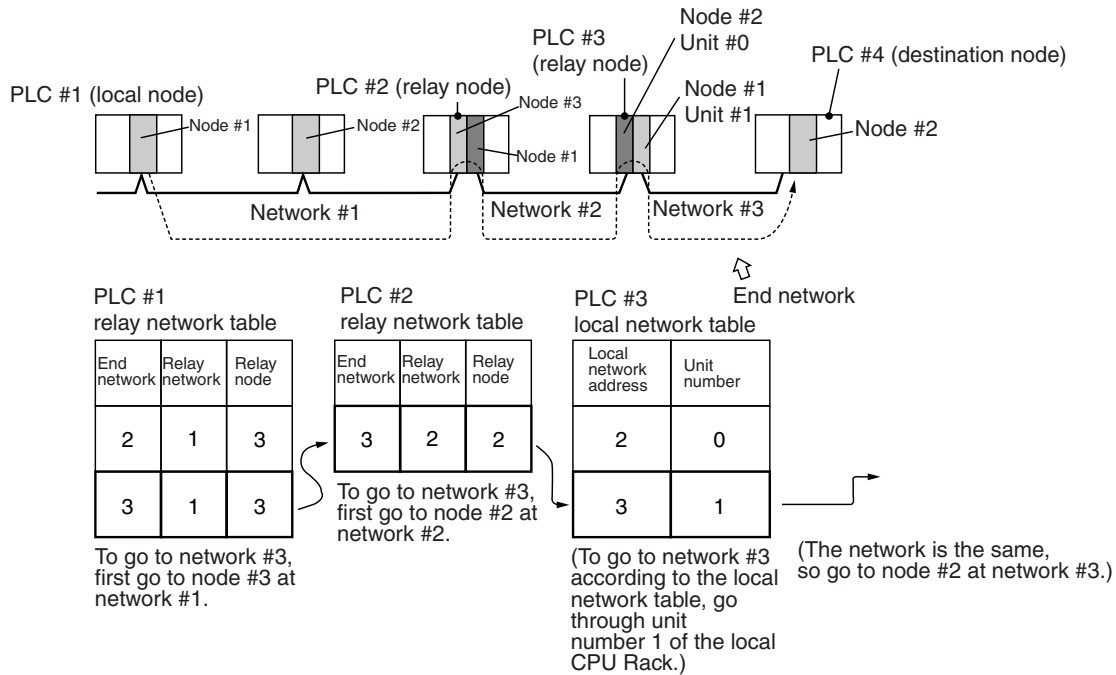 Node #2
Unit #0
PLC #3
(relay node)
PLC #4 (destination node)
PLC #1 (local node)
PLC #2 (relay node)
Node #1
Unit #1
Node #1
Node #2
Node #3
Node #1
Node #2
Network #1
Network #2
Network #3
End network
PLC #1
relay network table
End
network
Relay
network
Relay
node
2 1 3
3 1 3
To go to network #3,
first go to node #3 at
network #1.
PLC #2
relay network table
End
network
Relay
network
Relay
node
3 2 2
To go to network #3,
first go to node #2 at
network #2.
PLC #3
local network table
Local
network
address
Unit
number
2 0
3 1
(To go to network #3
according to the local
network table, go
through unit
number 1 of the local
CPU Rack.)
(The network is the same,
so go to node #2 at network #3.)